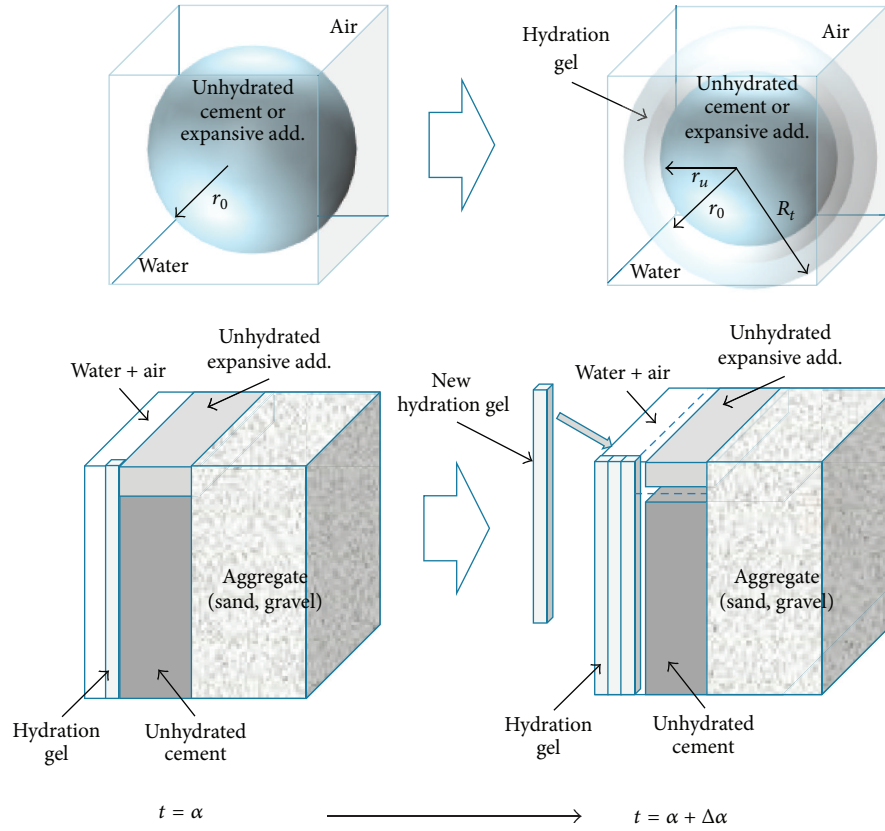 Air
Unhydrated
cement or
expansive add.
r0
Water
Hydration
gel
Air
Unhydrated
cement or
expansive add.
ru
r0
Rt
Water
Water + air
Unhydrated
expansive add.
Aggregate
(sand, gravel)
Hydration
gel
Unhydrated
cement
New
hydration gel
Water + air
Unhydrated
expansive add.
Aggregate
(sand, gravel)
Hydration
gel
Unhydrated
cement
t = α
t = α + Δα